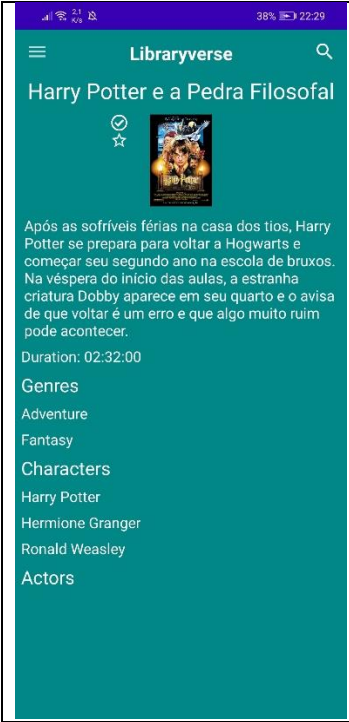 2,1
K/s
38%
22:29
Libraryverse
Harry Potter e a Pedra Filosofal
Após as sofríveis férias na casa dos tios, Harry
Potter se prepara para voltar a Hogwarts e
começar seu segundo ano na escola de bruxos.
Na véspera do início das aulas, a estranha
criatura Dobby aparece em seu quarto e o avisa
de que voltar é um erro e que algo muito ruim
pode acontecer.
Duration: 02:32:00
Genres
Adventure
Fantasy
Characters
Harry Potter
Hermione Granger
Ronald Weasley
Actors